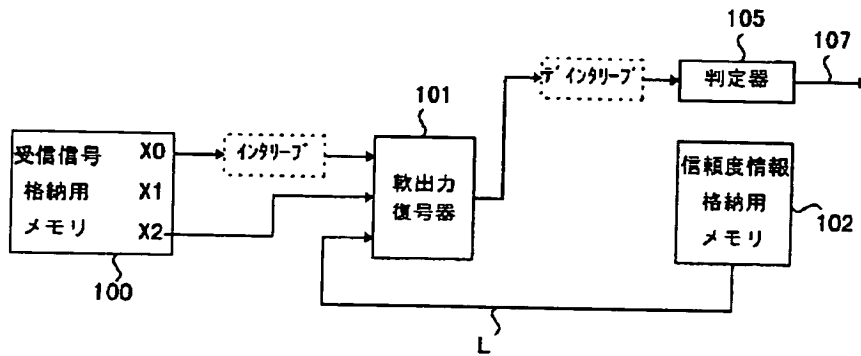 105
107
デインタリーブ
判定器
101
受信信号
格納用
メモリ
X0
X1
X2
インタリーブ
軟出力
復号器
信頼度情報
格納用
メモリ
102
100
L